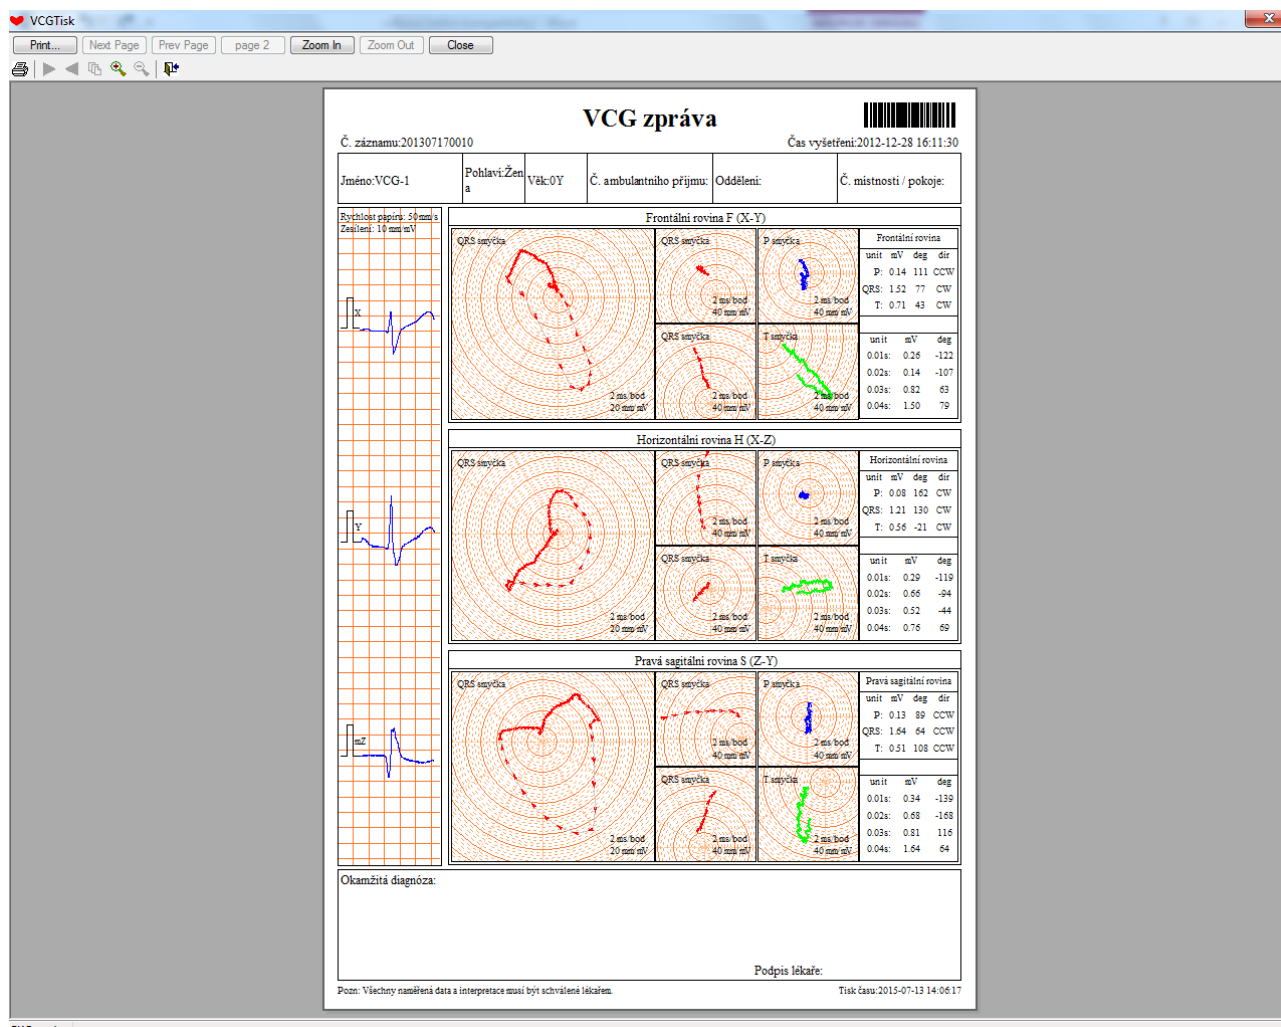 VCGTisk
Print... Next Page Prev Page page 2 Zoom In Zoom Out Close
VCG zpráva
Č. záznamu:201307170010 Čas vyšetření:2012-12-28 16:11:30
Jméno:VCG-1 Pohlaví:Žena Věk:0Y Č. ambulantního příjmu: Oddělení: Č. místnosti / pokoje:
Rychlost papíru: 50mm/s
Zesílení: 10 mm/mV
X
Y
mZ
Frontální rovina F (X-Y)
QRS smyčka
2 ms/bod
20 mm/mV
QRS smyčka
2 ms/bod
40 mm/mV
P smyčka
2 ms/bod
40 mm/mV
QRS smyčka
2 ms/bod
40 mm/mV
T smyčka
2 ms/bod
40 mm/mV
Frontální rovina
unit mV deg dir
P: 0.14 111 CCW
QRS: 1.52 77 CW
T: 0.71 43 CW
unit mV deg
0.01s: 0.26 -122
0.02s: 0.14 -107
0.03s: 0.82 63
0.04s: 1.50 79
Horizontální rovina H (X-Z)
QRS smyčka
2 ms/bod
20 mm/mV
QRS smyčka
2 ms/bod
40 mm/mV
P smyčka
2 ms/bod
40 mm/mV
QRS smyčka
2 ms/bod
40 mm/mV
T smyčka
2 ms/bod
40 mm/mV
Horizontální rovina
unit mV deg dir
P: 0.08 162 CW
QRS: 1.21 130 CW
T: 0.56 -21 CW
unit mV deg
0.01s: 0.29 -119
0.02s: 0.66 -94
0.03s: 0.52 -44
0.04s: 0.76 69
Pravá sagitální rovina S (Z-Y)
QRS smyčka
2 ms/bod
20 mm/mV
QRS smyčka
2 ms/bod
40 mm/mV
P smyčka
2 ms/bod
40 mm/mV
QRS smyčka
2 ms/bod
40 mm/mV
T smyčka
2 ms/bod
40 mm/mV
Pravá sagitální rovina
unit mV deg dir
P: 0.13 89 CCW
QRS: 1.64 64 CCW
T: 0.51 108 CCW
unit mV deg
0.01s: 0.34 -139
0.02s: 0.68 -168
0.03s: 0.81 116
0.04s: 1.64 64
Okamžitá diagnóza:
Podpis lékaře:
Pozn: Všechny naměřená data a interpretace musí být schválené lékařem. Tisk času:2015-07-13 14:06:17